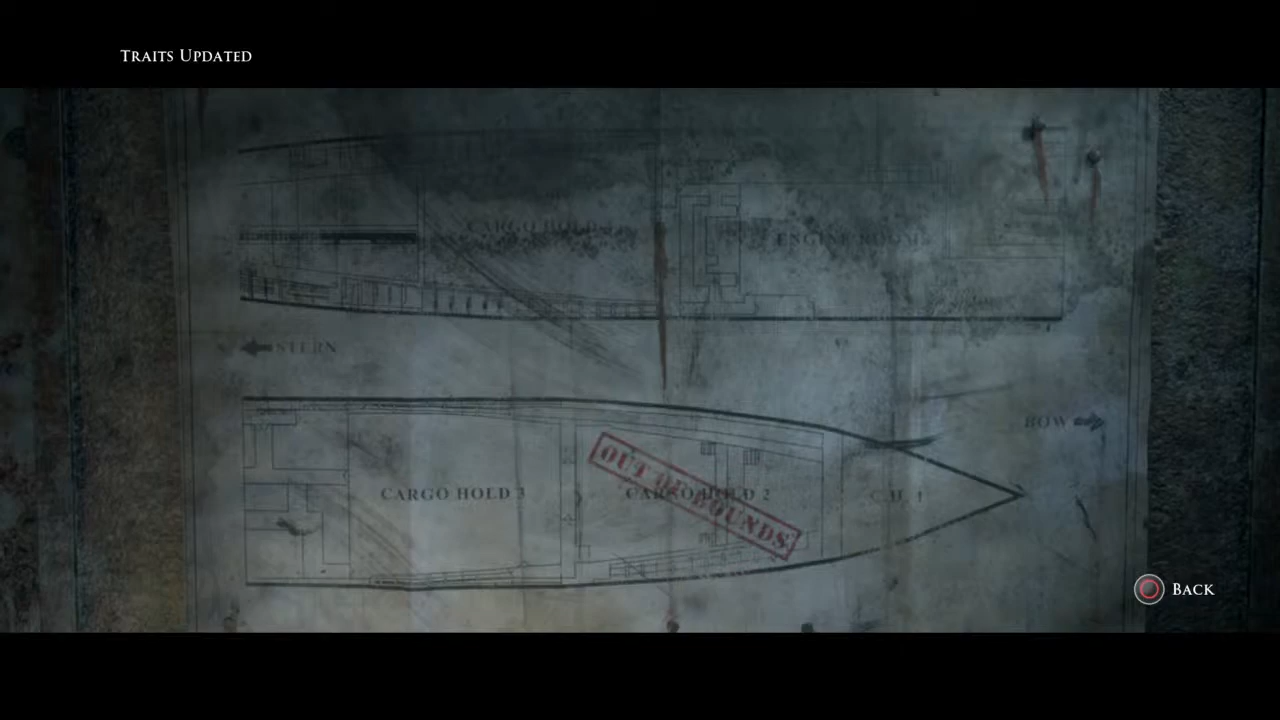 TRAITS UPDATED
CARGO HOLD
ENGINE ROOM
STERN
BOW
OUT OF BOUNDS
CARGO HOLD 3
CARGO HOLD 2
C.H. 1
BACK